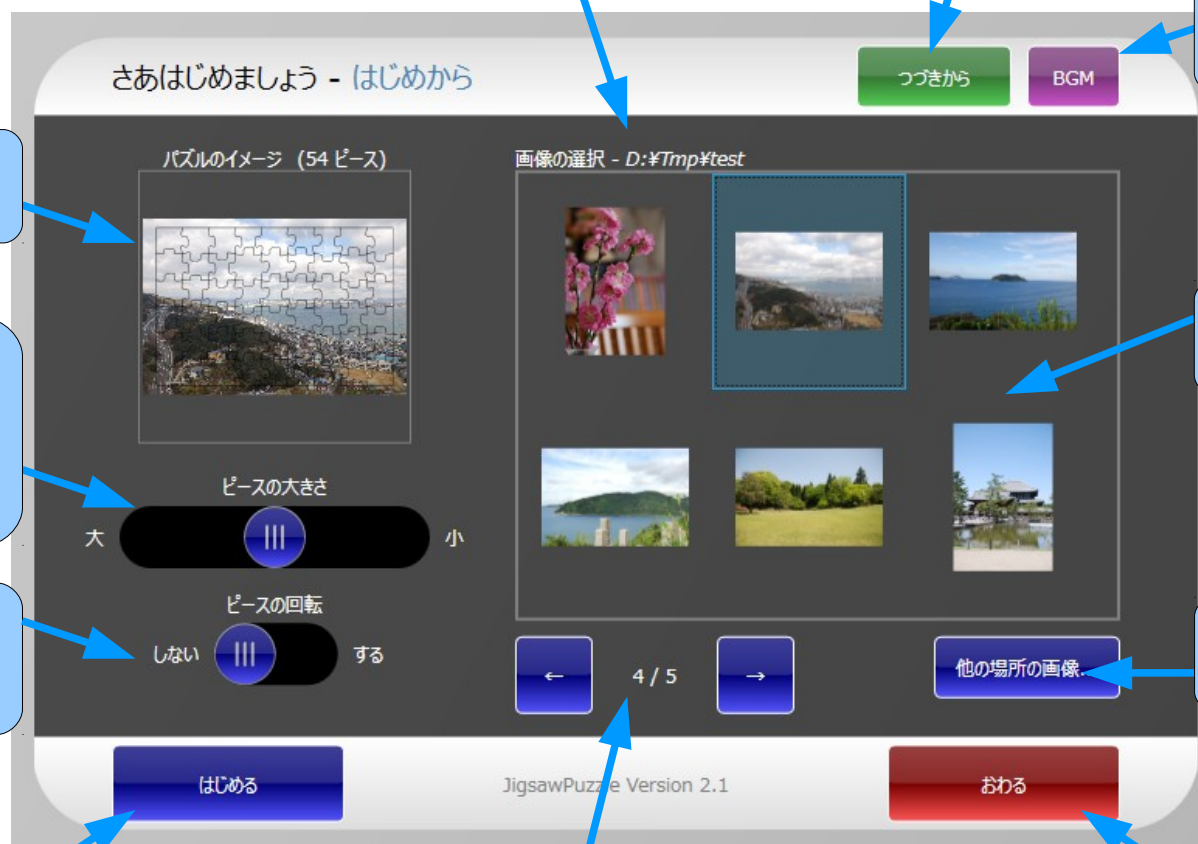 さあはじめましょう - はじめから
つづきから
BGM
パズルのイメージ (54 ピース)
画像の選択 - D:¥Tmp¥test
ピースの大きさ
大
小
ピースの回転
しない
する
←
4 / 5
→
他の場所の画像...
はじめる
JigsawPuzzle Version 2.1
おわる